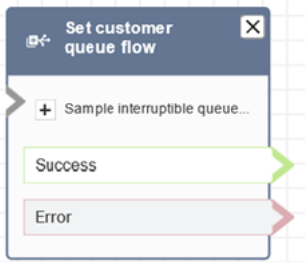 Set customer
queue flow
Sample interruptible queue...
Success
Error